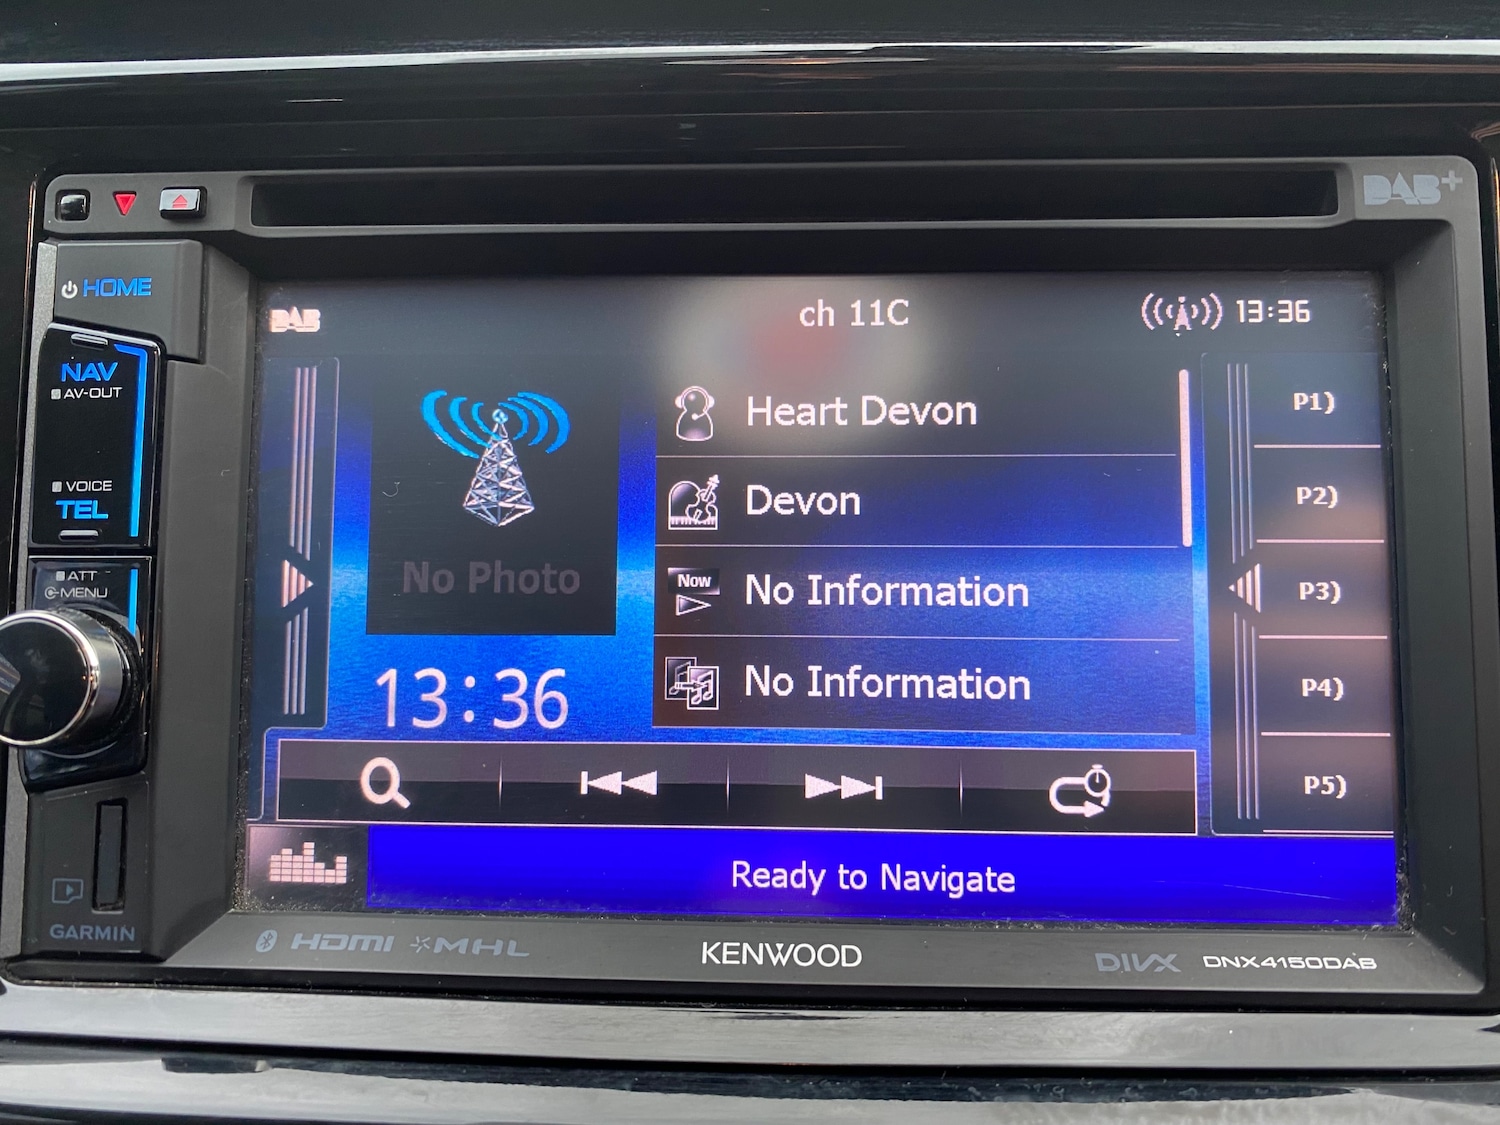 DAB+
HOME
NAV
AV-OUT
VOICE
TEL
ATT
MENU
GARMIN
DAB
ch 11C
13:36
No Photo
13:36
Heart Devon
Devon
Now
No Information
No Information
P1)
P2)
P3)
P4)
P5)
Ready to Navigate
HDMI
MHL
KENWOOD
DIVX
DNX4150DAB